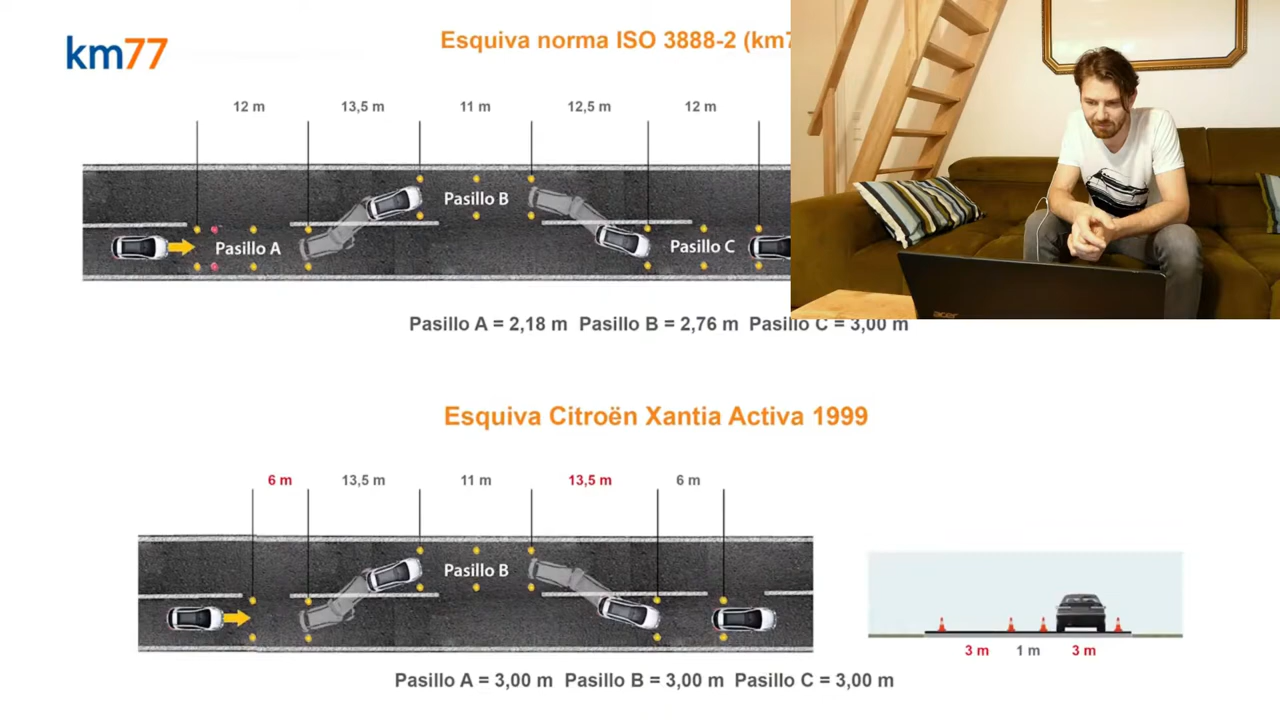 km77
Esquiva norma ISO 3888-2 (km7
12 m 13,5 m 11 m 12,5 m 12 m
Pasillo B
Pasillo A
Pasillo C
Pasillo A = 2,18 m Pasillo B = 2,76 m Pasillo C = 3,00 m
acer
Esquiva Citroën Xantia Activa 1999
6 m 13,5 m 11 m 13,5 m 6 m
Pasillo B
3 m 1 m 3 m
Pasillo A = 3,00 m Pasillo B = 3,00 m Pasillo C = 3,00 m